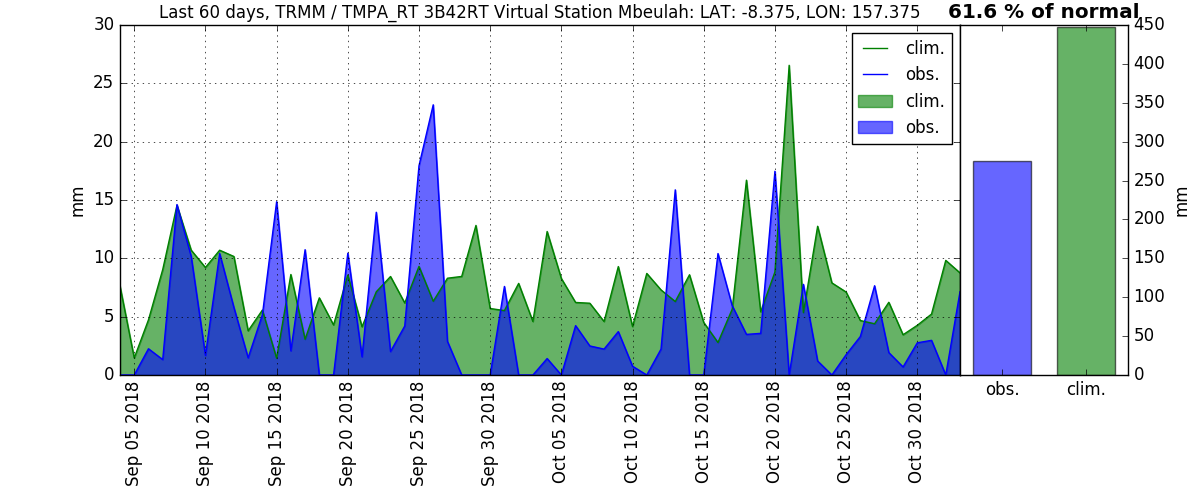 Last 60 days, TRMM / TMPA_RT 3B42RT Virtual Station Mbeulah: LAT: -8.375, LON: 157.375
61.6 % of normal
30
25
20
15
10
5
0
mm
clim.
obs.
clim.
obs.
450
400
350
300
250
200
150
100
50
0
mm
obs.
clim.
Sep 05 2018
Sep 10 2018
Sep 15 2018
Sep 20 2018
Sep 25 2018
Sep 30 2018
Oct 05 2018
Oct 10 2018
Oct 15 2018
Oct 20 2018
Oct 25 2018
Oct 30 2018